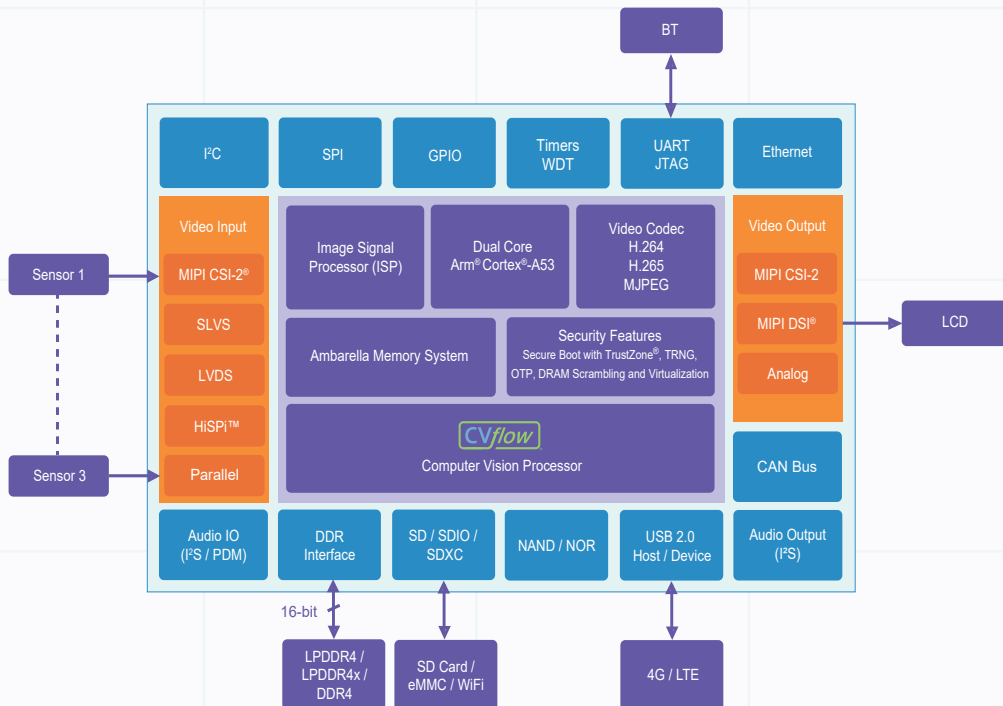 BT
I²C
SPI
GPIO
Timers
WDT
UART
JTAG
Ethernet
Video Input
MIPI CSI-2®
SLVS
LVDS
HiSPi™
Parallel
Sensor 1
Sensor 3
Image Signal
Processor (ISP)
Dual Core
Arm® Cortex®-A53
Video Codec
H.264
H.265
MJPEG
Ambarella Memory System
Security Features
Secure Boot with TrustZone®, TRNG,
OTP, DRAM Scrambling and Virtualization
CVflow
Computer Vision Processor
Video Output
MIPI CSI-2
MIPI DSI®
Analog
LCD
CAN Bus
Audio IO
(I²S / PDM)
DDR
Interface
SD / SDIO /
SDXC
NAND / NOR
USB 2.0
Host / Device
Audio Output
(I²S)
16-bit
LPDDR4 /
LPDDR4x /
DDR4
SD Card /
eMMC / WiFi
4G / LTE